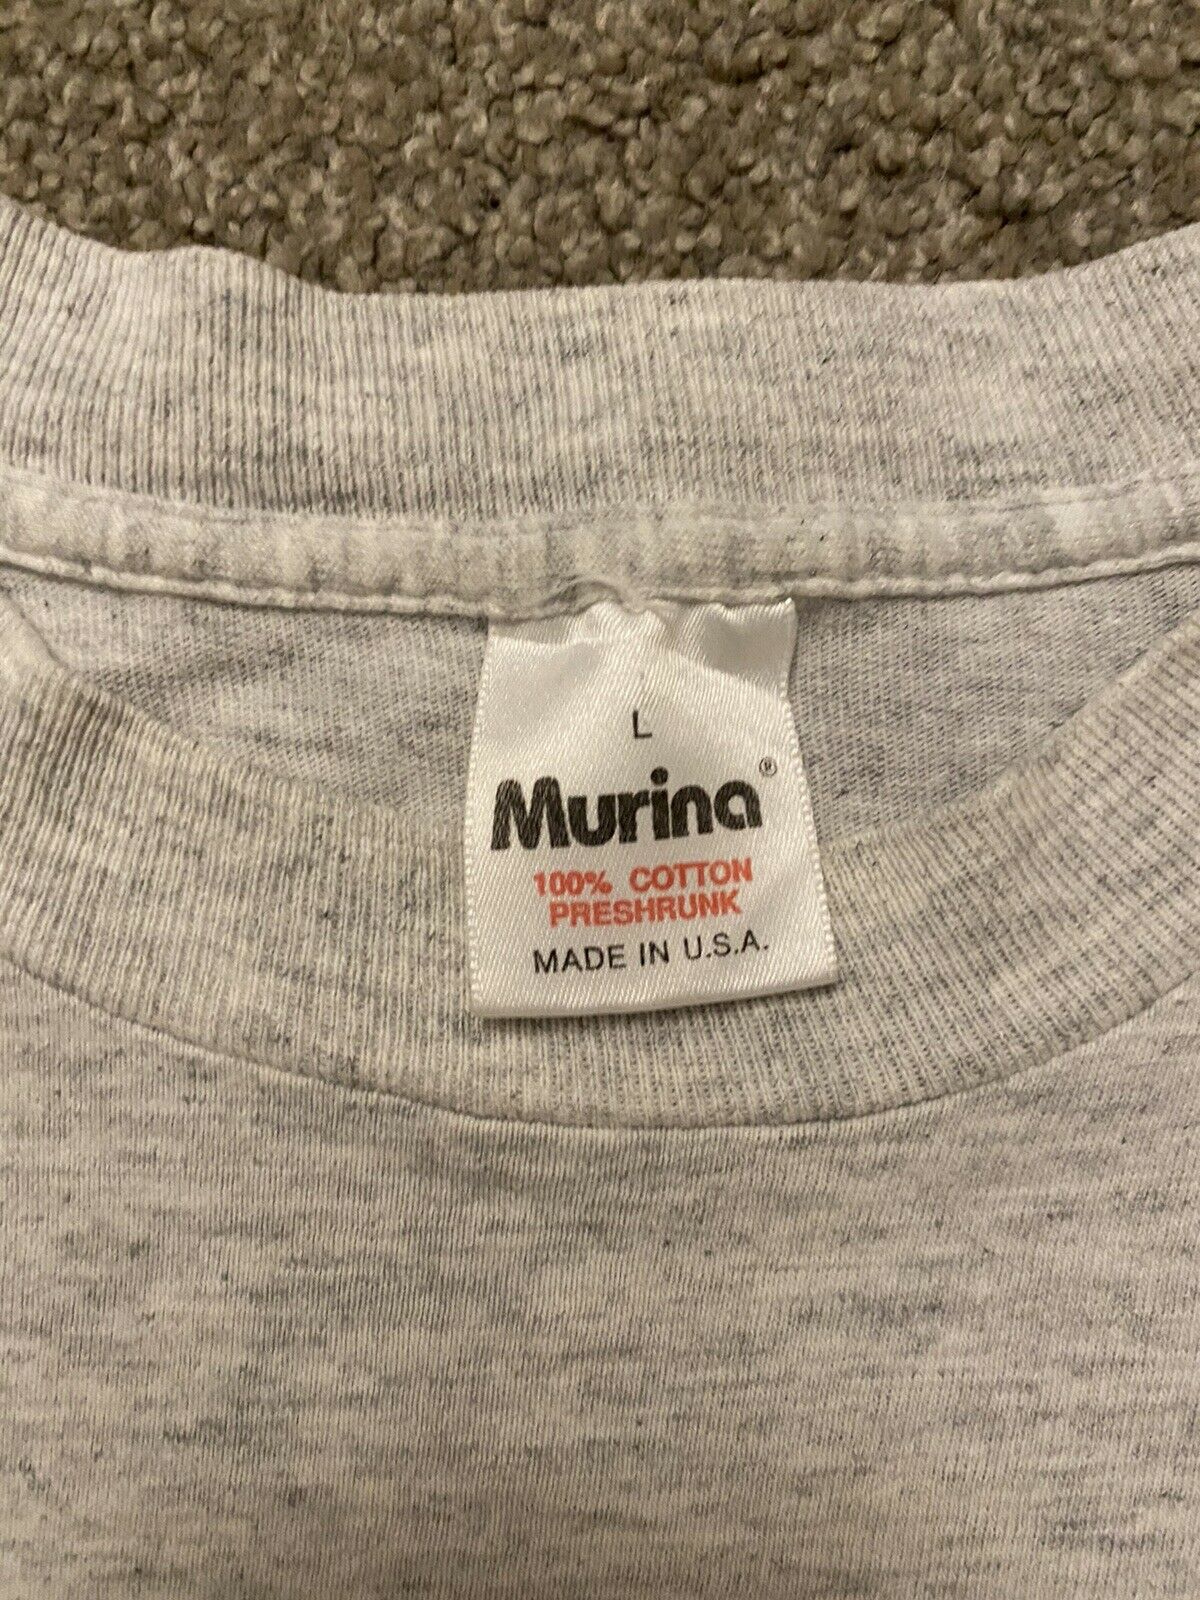 L
Murina®
100% COTTON
PRESHRUNK
MADE IN U.S.A.